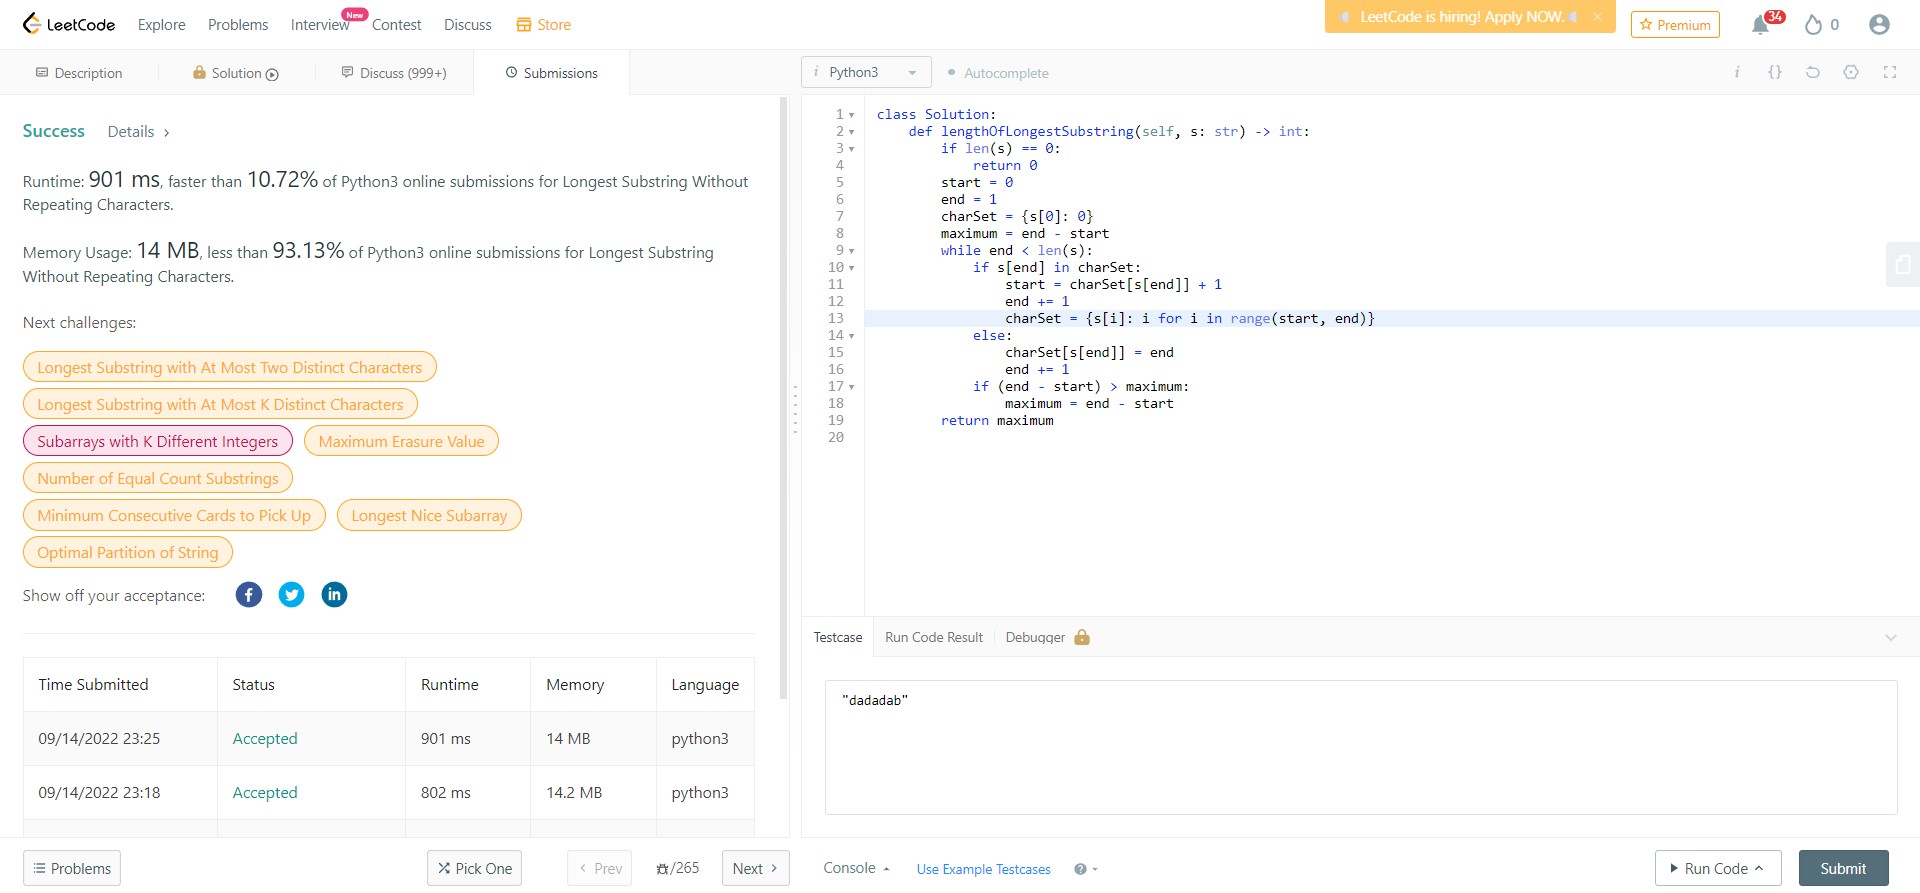 LeetCode Explore Problems Interview New Contest Discuss Store
LeetCode is hiring! Apply NOW. × Premium 34 0
Description Solution Discuss (999+) Submissions
i Python3 Autocomplete i {}
Success Details >
Runtime: 901 ms, faster than 10.72% of Python3 online submissions for Longest Substring Without
Repeating Characters.
Memory Usage: 14 MB, less than 93.13% of Python3 online submissions for Longest Substring
Without Repeating Characters.
Next challenges:
Longest Substring with At Most Two Distinct Characters
Longest Substring with At Most K Distinct Characters
Subarrays with K Different Integers Maximum Erasure Value
Number of Equal Count Substrings
Minimum Consecutive Cards to Pick Up Longest Nice Subarray
Optimal Partition of String
Show off your acceptance: f in
Time Submitted Status Runtime Memory Language
09/14/2022 23:25 Accepted 901 ms 14 MB python3
09/14/2022 23:18 Accepted 802 ms 14.2 MB python3
Problems Pick One < Prev /265 Next >
1 class Solution:
2 def lengthOfLongestSubstring(self, s: str) -> int:
3 if len(s) == 0:
4 return 0
5 start = 0
6 end = 1
7 charSet = {s[0]: 0}
8 maximum = end - start
9 while end < len(s):
10 if s[end] in charSet:
11 start = charSet[s[end]] + 1
12 end += 1
13 charSet = {s[i]: i for i in range(start, end)}
14 else:
15 charSet[s[end]] = end
16 end += 1
17 if (end - start) > maximum:
18 maximum = end - start
19 return maximum
20
Testcase Run Code Result Debugger
"dadadab"
Console Use Example Testcases ? Run Code Submit